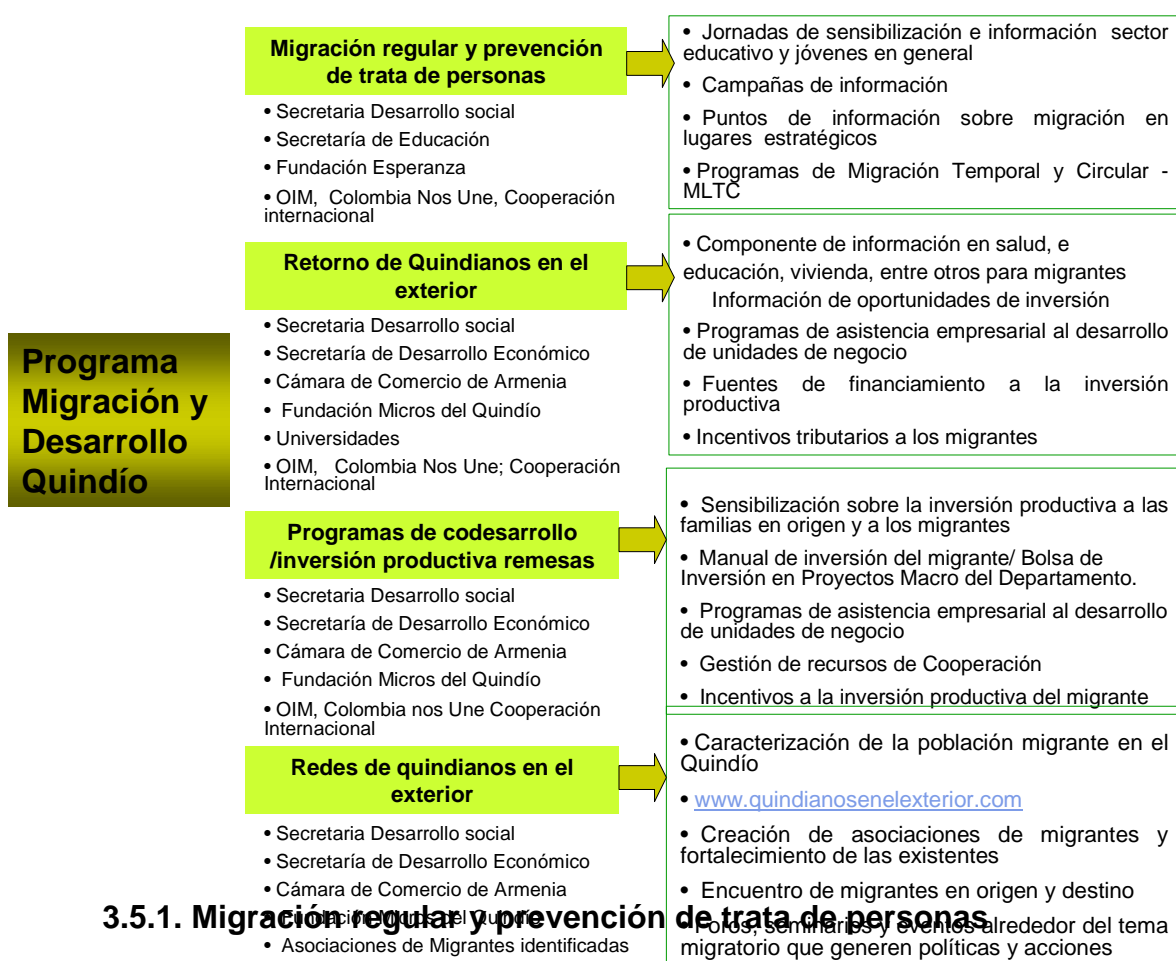 Programa
Migración y
Desarrollo
Quindío
Migración regular y prevención
de trata de personas
• Secretaria Desarrollo social
• Secretaría de Educación
• Fundación Esperanza
• OIM, Colombia Nos Une, Cooperación
internacional
• Jornadas de sensibilización e información sector
educativo y jóvenes en general
• Campañas de información
• Puntos de información sobre migración en
lugares estratégicos
• Programas de Migración Temporal y Circular -
MLTC
Retorno de Quindianos en el
exterior
• Secretaria Desarrollo social
• Secretaría de Desarrollo Económico
• Cámara de Comercio de Armenia
• Fundación Micros del Quindío
• Universidades
• OIM, Colombia Nos Une; Cooperación
Internacional
• Componente de información en salud, e
educación, vivienda, entre otros para migrantes
Información de oportunidades de inversión
• Programas de asistencia empresarial al desarrollo
de unidades de negocio
• Fuentes de financiamiento a la inversión
productiva
• Incentivos tributarios a los migrantes
Programas de codesarrollo
/inversión productiva remesas
• Secretaria Desarrollo social
• Secretaría de Desarrollo Económico
• Cámara de Comercio de Armenia
• Fundación Micros del Quindío
• OIM, Colombia nos Une Cooperación
Internacional
• Sensibilización sobre la inversión productiva a las
familias en origen y a los migrantes
• Manual de inversión del migrante/ Bolsa de
Inversión en Proyectos Macro del Departamento.
• Programas de asistencia empresarial al desarrollo
de unidades de negocio
• Gestión de recursos de Cooperación
• Incentivos a la inversión productiva del migrante
Redes de quindianos en el
exterior
• Secretaria Desarrollo social
• Secretaría de Desarrollo Económico
• Cámara de Comercio de Armenia
• Fundación Micros del Quindío
• Asociaciones de Migrantes identificadas
• Caracterización de la población migrante en el
Quindío
• www.quindianosenelexterior.com
• Creación de asociaciones de migrantes y
fortalecimiento de las existentes
• Encuentro de migrantes en origen y destino
• Foros, seminarios y eventos alrededor del tema
migratorio que generen políticas y acciones
3.5.1. Migración regular y prevención de trata de personas